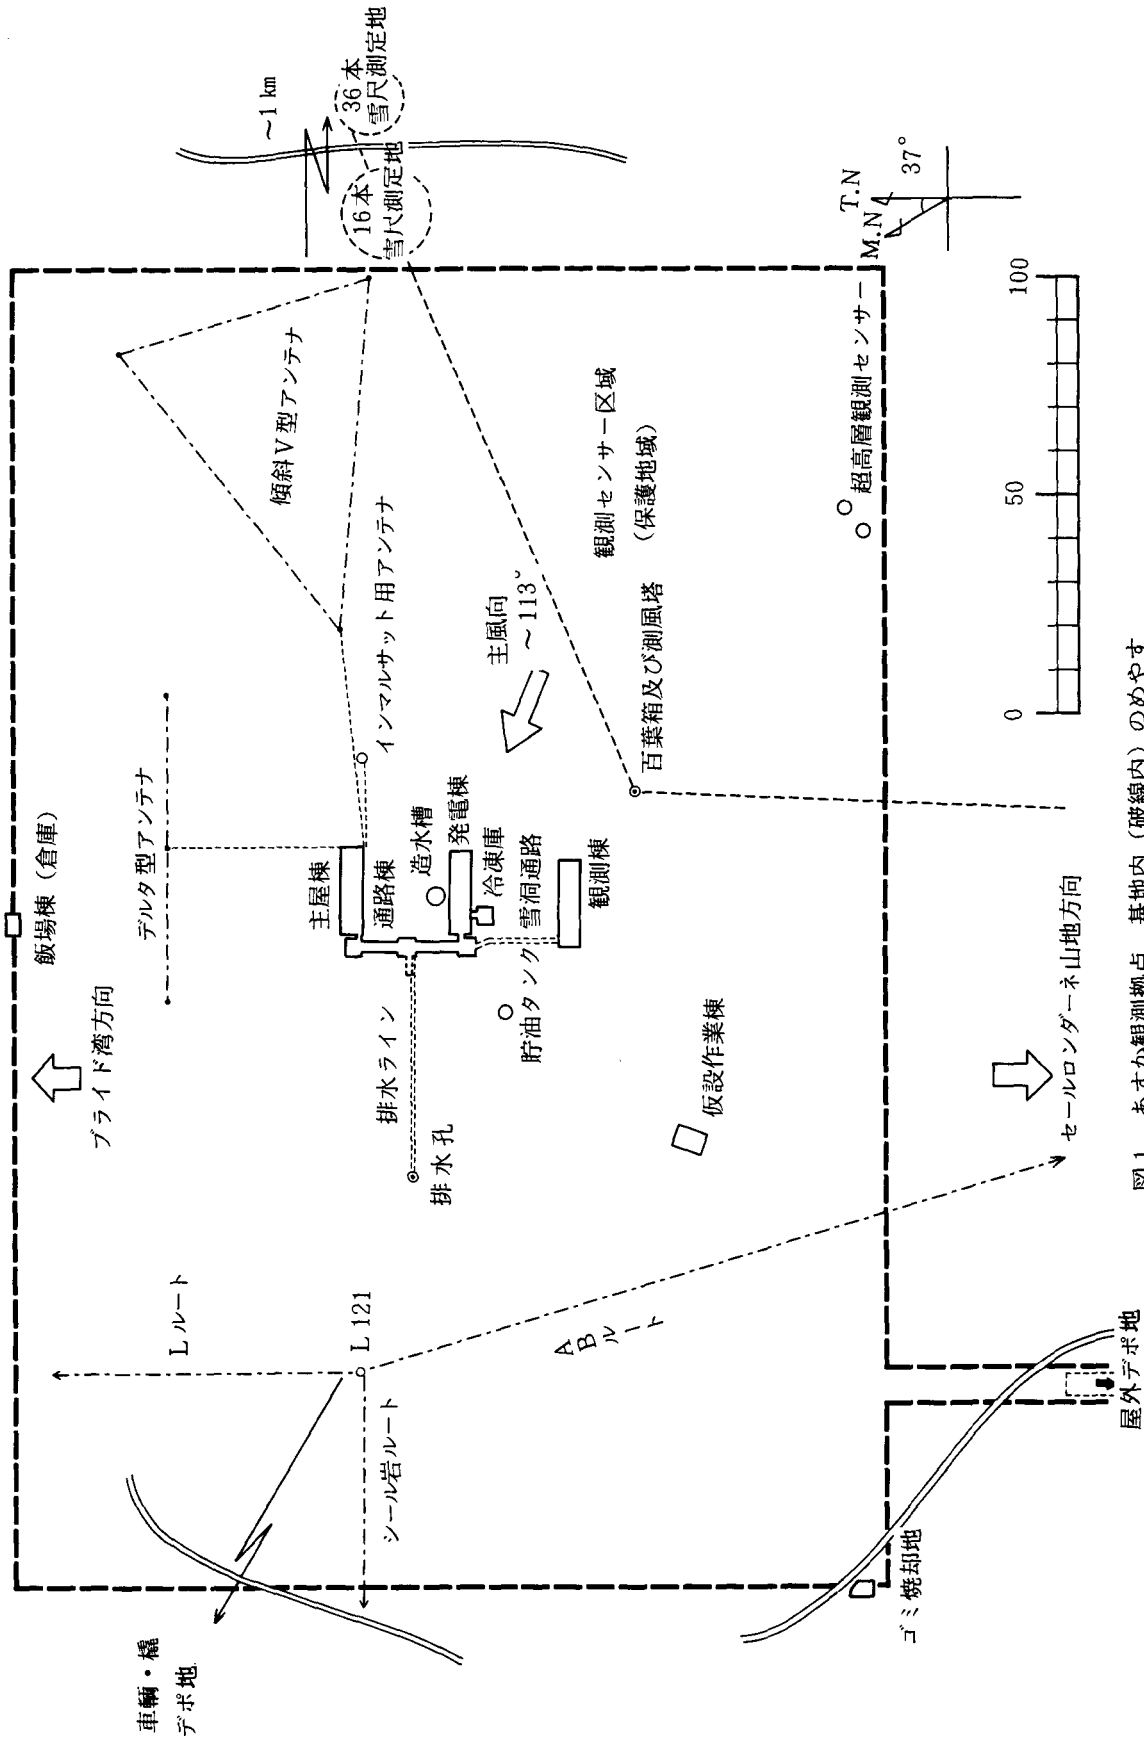 ~1 km
36本
雪尺測定地
16本
雪尺測定地
T.N
M.N
37°
傾斜V型アンテナ
インマルサット用アンテナ
デルタ型アンテナ
飯場棟(倉庫)
ブライド湾方向
主風向
~113°
観測センサー区域
(保護地域)
超高層観測センサー
百葉箱及び測風塔
主屋棟
通路棟
造水槽
発電棟
冷凍庫
雪洞通路
観測棟
貯油タンク
排水ライン
排水孔
仮設作業棟
Lルート
L 121
ABルート
シール岩ルート
車輌・橇
デポ地
ゴミ焼却地
屋外デポ地
セールロンダーネ山地方向
0
50
100
図1 あすか観測拠点 基地内(破線内)のめやす